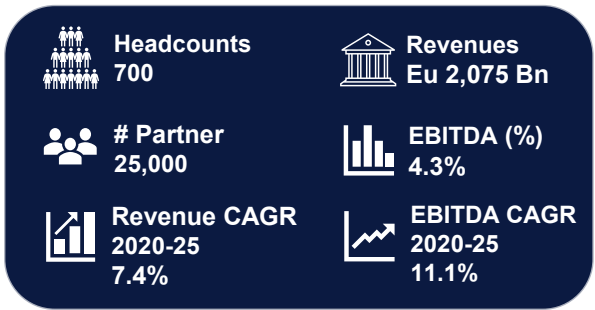 Headcounts
700
Revenues
Eu 2,075 Bn
# Partner
25,000
EBITDA (%)
4.3%
Revenue CAGR
2020-25
7.4%
EBITDA CAGR
2020-25
11.1%